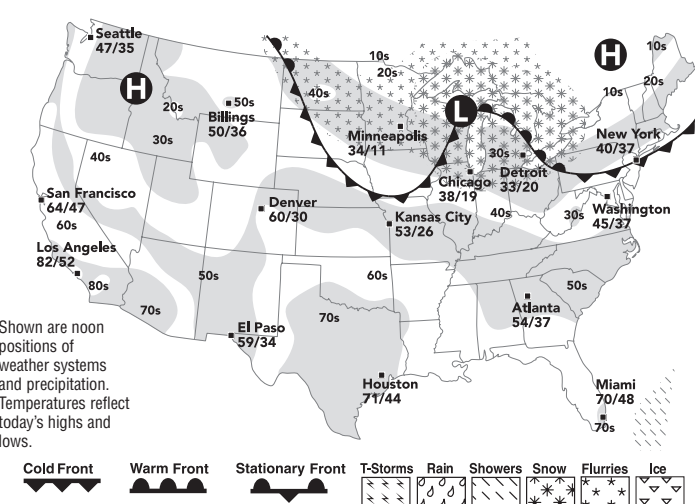 Seattle
47/35
H
20s
50s
Billings
50/36
30s
40s
40s
10s
20s
L
H
10s
10s
20s
Minneapolis
34/11
30s
New York
40/37
Chicago
38/19
Detroit
33/20
San Francisco
64/47
60s
Denver
60/30
Kansas City
53/26
40s
30s
Washington
45/37
Los Angeles
82/52
80s
50s
60s
50s
70s
70s
Atlanta
54/37
El Paso
59/34
Houston
71/44
Miami
70/48
70s
Shown are noon
positions of
weather systems
and precipitation.
Temperatures reflect
today's highs and
lows.
Cold Front
Warm Front
Stationary Front
T-Storms
Rain
Showers
Snow
Flurries
Ice